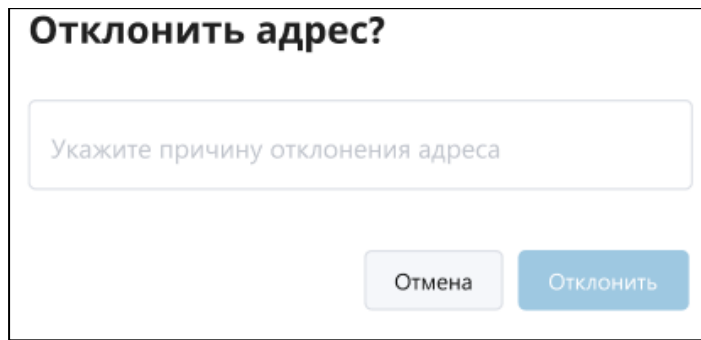 Отклонить адрес?
Укажите причину отклонения адреса
Отмена
Отклонить